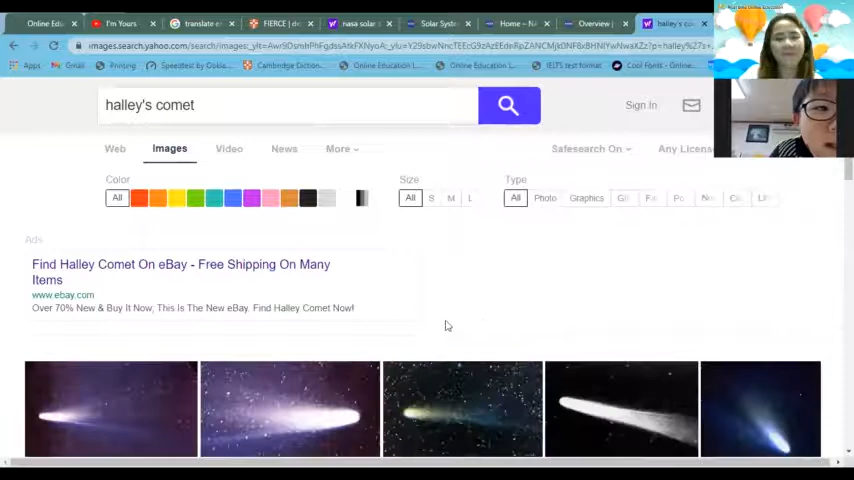 Online Edu
I'm Yours
translate e
FIERCE | de
nasa solar s
Solar System
Home – N
Overview |
halley's co
Gmail
Printing
Speedtest by Ookla
Cambridge Dictionary
Online Education L...
Online Education L...
IELTS test format
Cool Fonts - Online
halley's comet
Sign In
Web
Images
Video
News
More
Safesearch On
Any License
Color
Size
Type
All
All
S
M
L
All
Photo
Graphics
Ads
Find Halley Comet On eBay - Free Shipping On Many
Items
www.ebay.com
Over 70% New & Buy It Now, This Is The New eBay. Find Halley Comet Now!